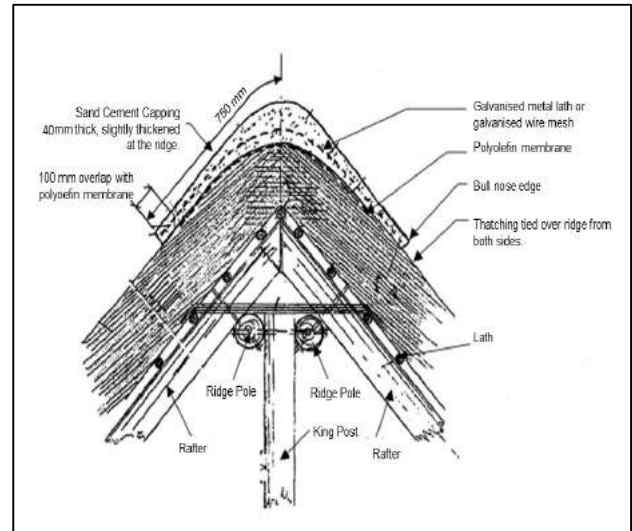 750 mm
Sand Cement Capping
40mm thick, slightly thickened
at the ridge.
100 mm overlap with
polyoefin membrane
Galvanised metal lath or
galvanised wire mesh
Polyolefin membrane
Bull nose edge
Thatching tied over ridge from
both sides.
Lath
Ridge Pole
Ridge Pole
King Post
Rafter
Rafter